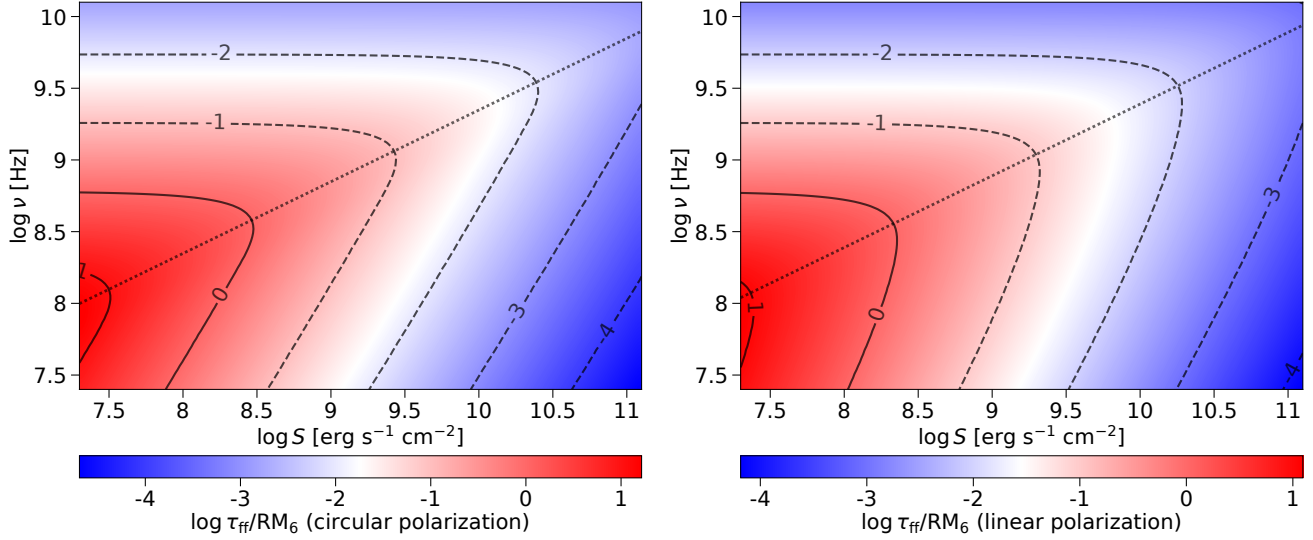 10
9.5
9
8.5
8
7.5
log ν [Hz]
-2
-1
0
1
-3
-4
7.5 8 8.5 9 9.5 10 10.5 11
log S [erg s⁻¹ cm⁻²]
-4 -3 -2 -1 0 1
log τff/RM₆ (circular polarization)
10
9.5
9
8.5
8
7.5
log ν [Hz]
-2
-1
0
1
-3
-4
7.5 8 8.5 9 9.5 10 10.5 11
log S [erg s⁻¹ cm⁻²]
-4 -3 -2 -1 0 1
log τff/RM₆ (linear polarization)